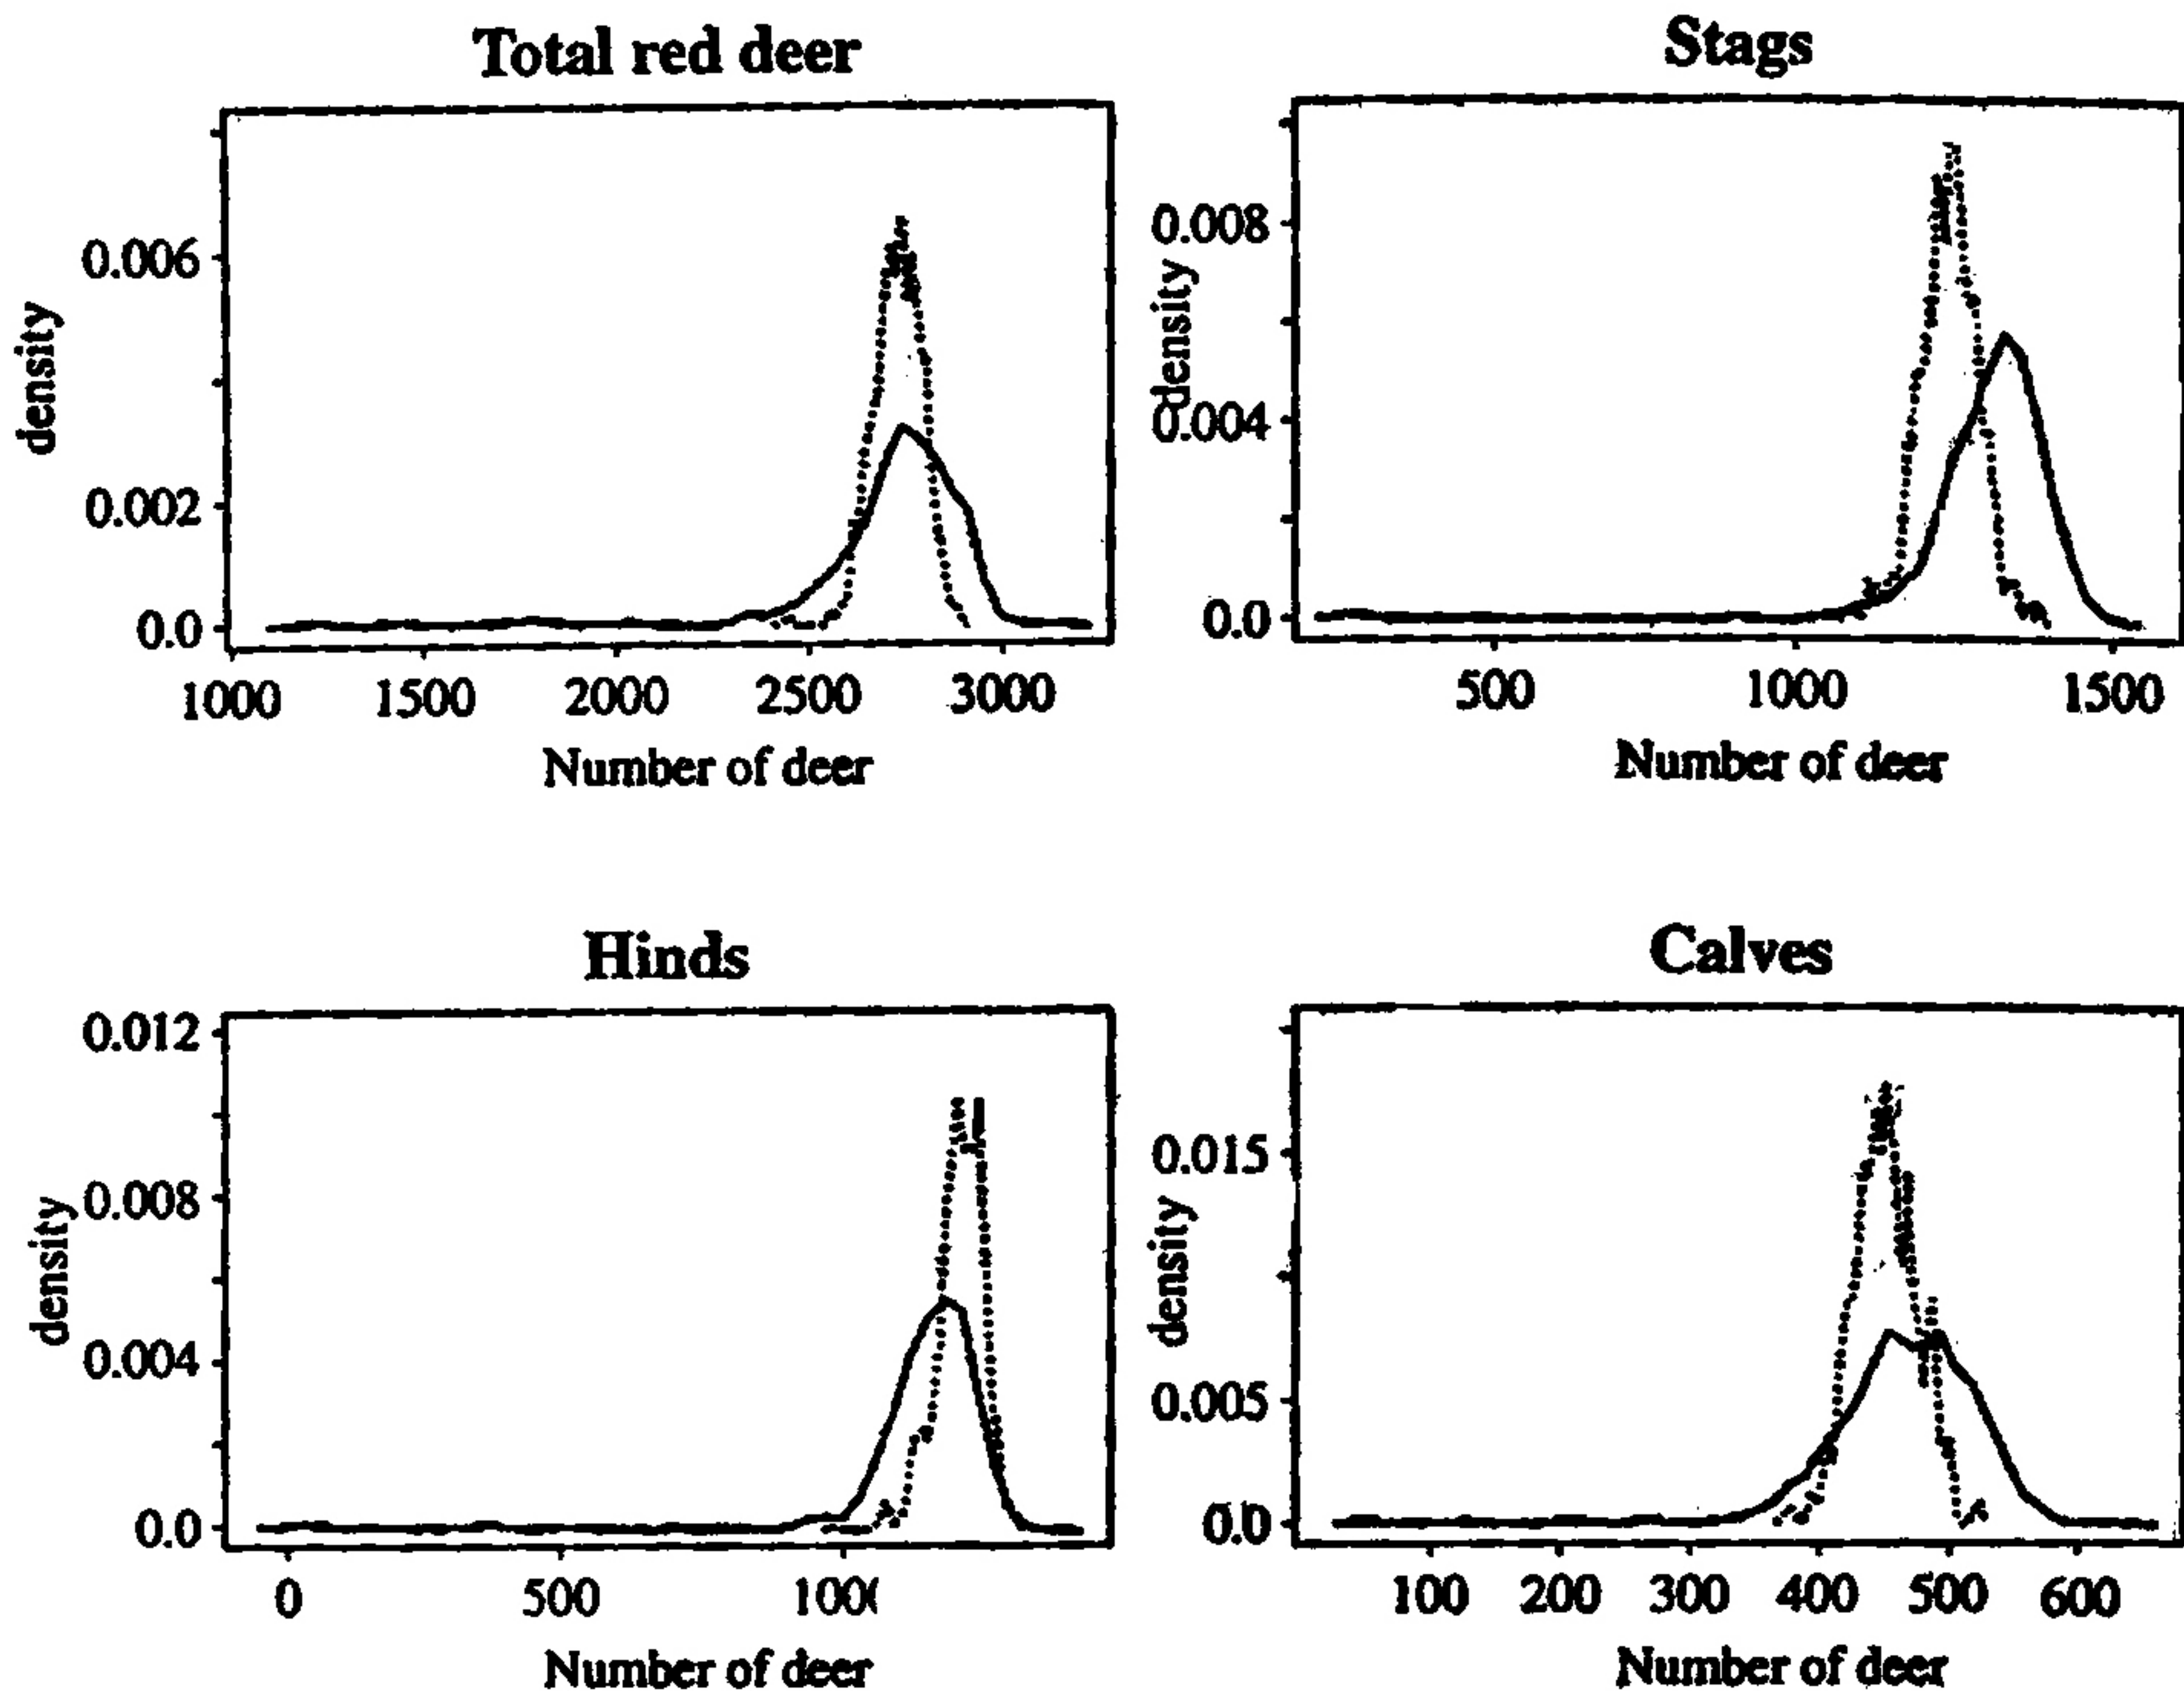 Total red deer
density
0.006
0.002
0.0
1000 1500 2000 2500 3000
Number of deer
Stags
density
0.008
0.004
0.0
500 1000 1500
Number of deer
Hinds
density
0.012
0.008
0.004
0.0
0 500 100
Number of deer
Calves
density
0.015
0.005
0.0
100 200 300 400 500 600
Number of deer